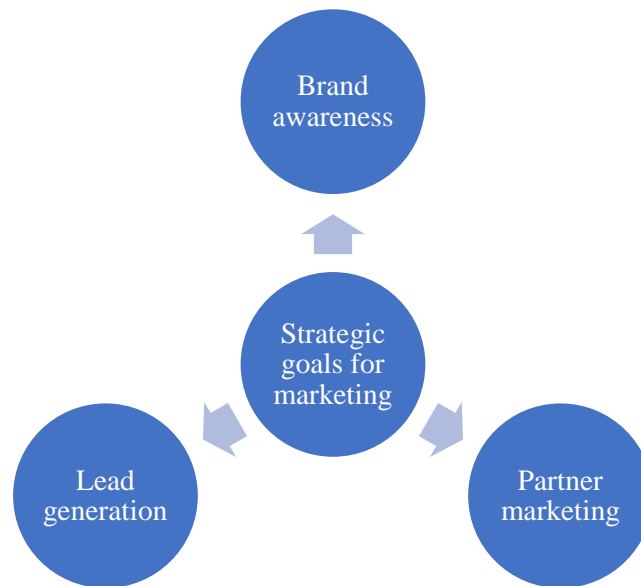 Brand
awareness
Strategic
goals for
marketing
Lead
generation
Partner
marketing